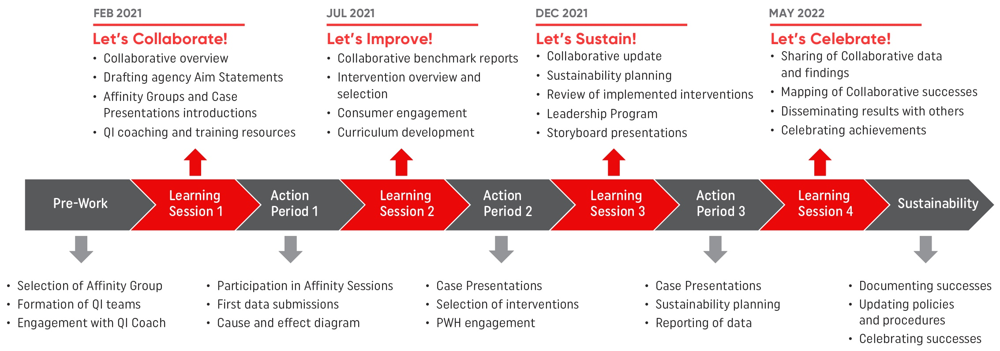 FEB 2021
Let's Collaborate!
• Collaborative overview
• Drafting agency Aim Statements
• Affinity Groups and Case
Presentations introductions
• QI coaching and training resources
JUL 2021
Let's Improve!
• Collaborative benchmark reports
• Intervention overview and
selection
• Consumer engagement
• Curriculum development
DEC 2021
Let's Sustain!
• Collaborative update
• Sustainability planning
• Review of implemented interventions
• Leadership Program
• Storyboard presentations
MAY 2022
Let's Celebrate!
• Sharing of Collaborative data
and findings
• Mapping of Collaborative successes
• Disseminating results with others
• Celebrating achievements
Pre-Work
Learning
Session 1
Action
Period 1
Learning
Session 2
Action
Period 2
Learning
Session 3
Action
Period 3
Learning
Session 4
Sustainability
• Selection of Affinity Group
• Formation of QI teams
• Engagement with QI Coach
• Participation in Affinity Sessions
• First data submissions
• Cause and effect diagram
• Case Presentations
• Selection of interventions
• PWH engagement
• Case Presentations
• Sustainability planning
• Reporting of data
• Documenting successes
• Updating policies
and procedures
• Celebrating successes